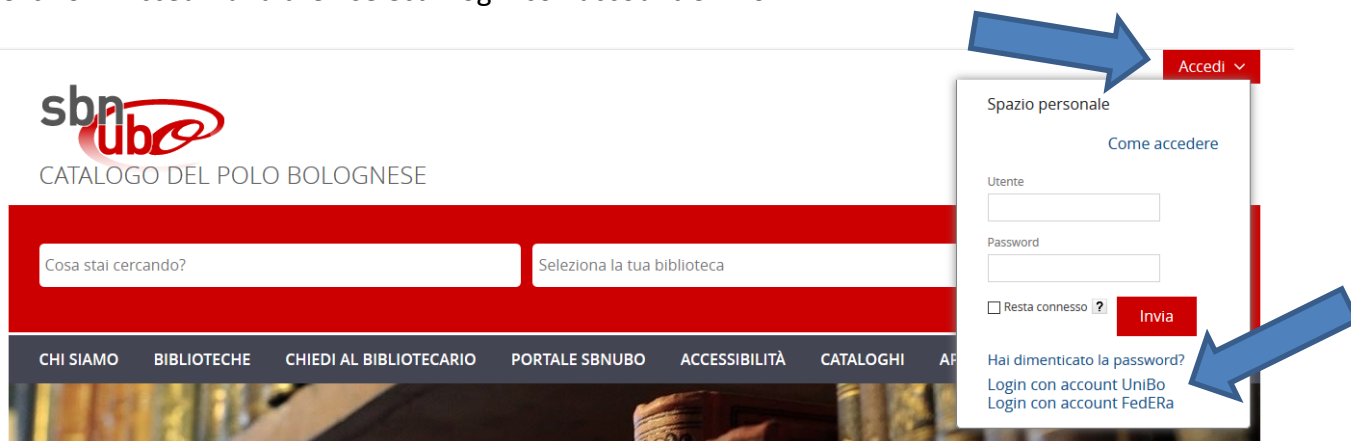 Accedi
sbn
ubo
CATALOGO DEL POLO BOLOGNESE
Spazio personale
Come accedere
Utente
Password
Resta connesso ?
Invia
Hai dimenticato la password?
Login con account UniBo
Login con account FedERa
Cosa stai cercando?
Seleziona la tua biblioteca
CHI SIAMO BIBLIOTECHE CHIEDI AL BIBLIOTECARIO PORTALE SBNUBO ACCESSIBILITÀ CATALOGHI